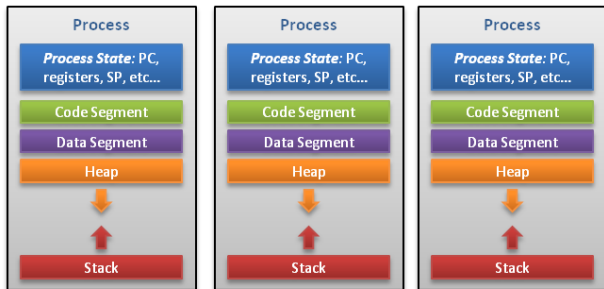 Process
Process State: PC,
registers, SP, etc...
Code Segment
Data Segment
Heap
Stack
Process
Process State: PC,
registers, SP, etc...
Code Segment
Data Segment
Heap
Stack
Process
Process State: PC,
registers, SP, etc...
Code Segment
Data Segment
Heap
Stack